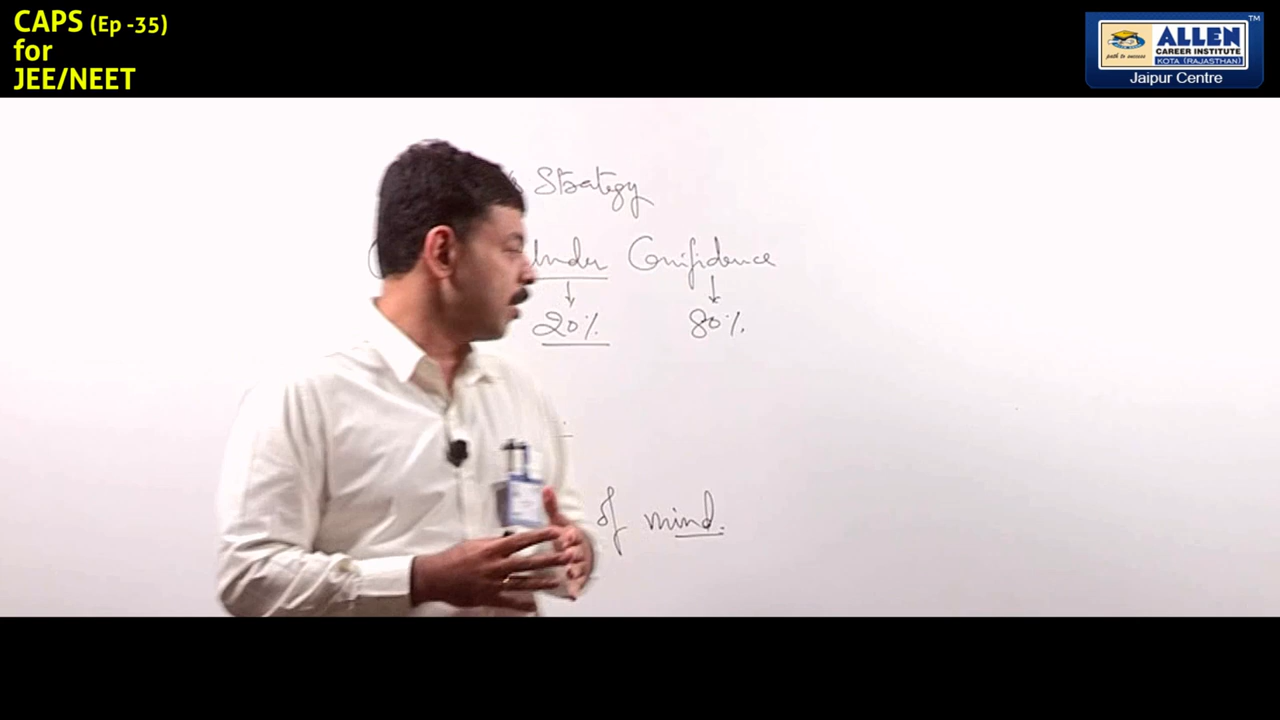 CAPS (Ep -35)
for
JEE/NEET
ALLEN
TM
CAREER INSTITUTE
path to success
KOTA (RAJASTHAN)
Jaipur Centre
Strategy
Under Confidence
20% 80%
of mind.